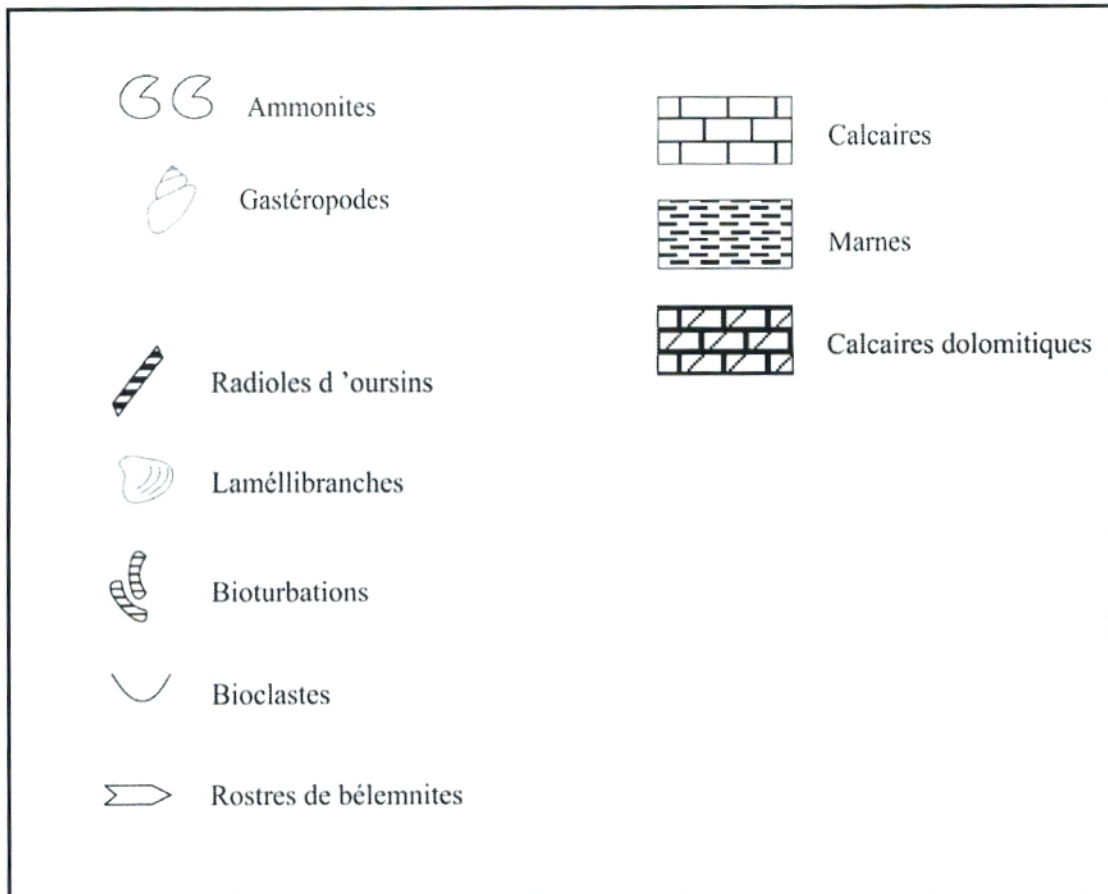 Ammonites
Gastéropodes
Radioles d ’oursins
Laméllibranches
Bioturbations
Bioclastes
Rostres de bélemnites
Calcaires
Marnes
Calcaires dolomitiques